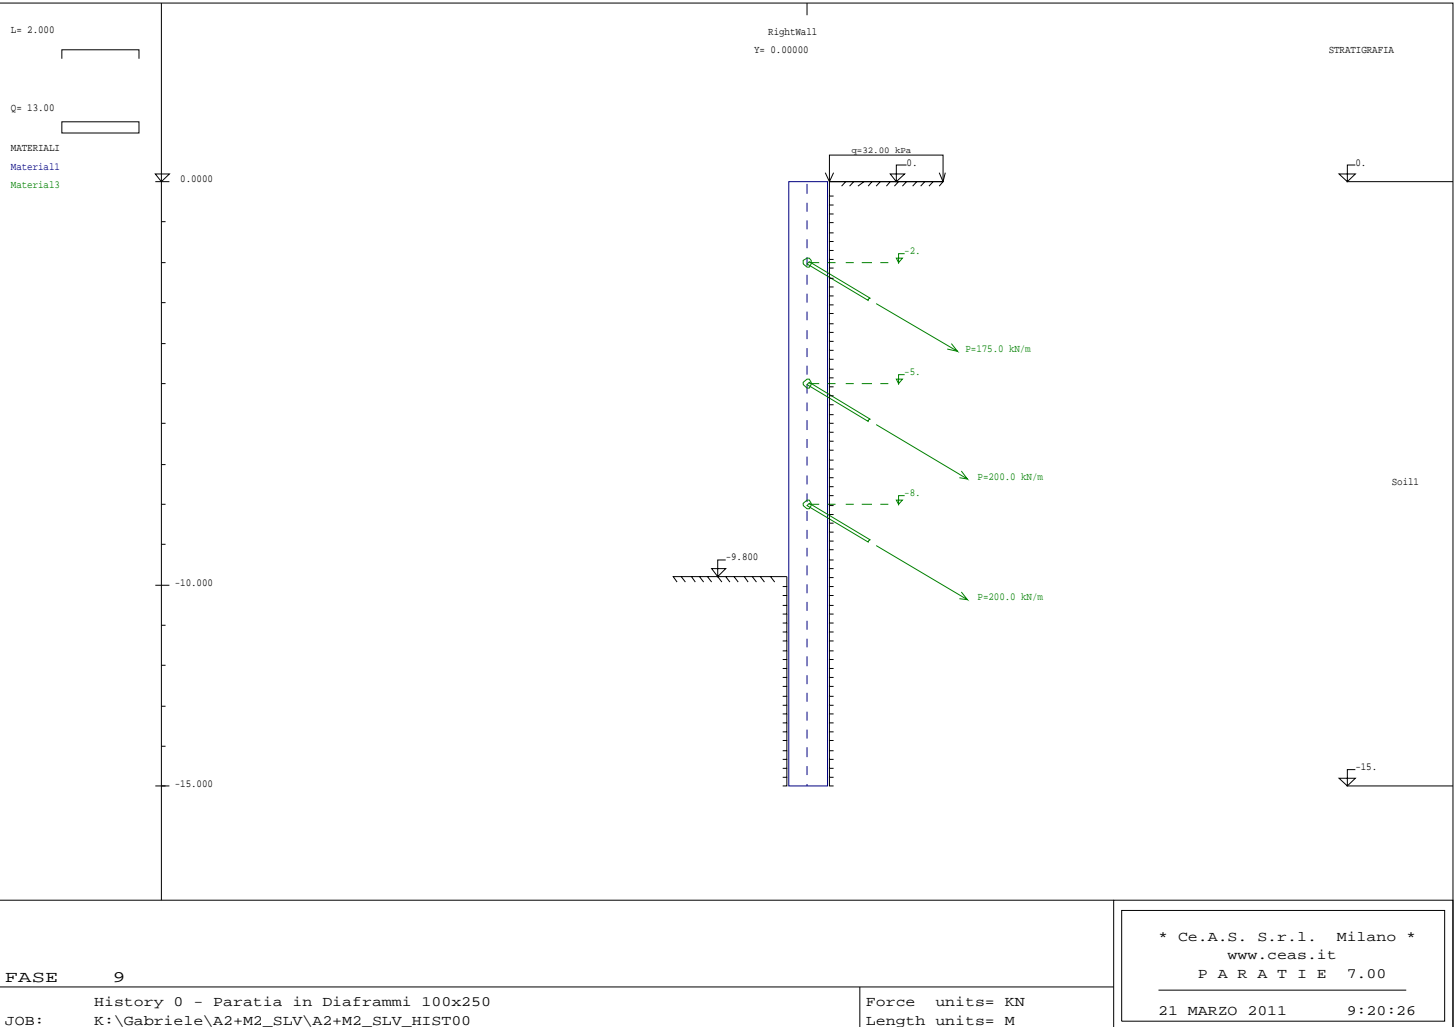 L= 2.000
RightWall
Y= 0.00000
STRATIGRAFIA
Q= 13.00
MATERIALI
Material1
Material3
q=32.00 kPa
0.
0.
0.0000
-2.
P=175.0 kN/m
-5.
P=200.0 kN/m
Soil1
-8.
-9.800
-10.000
P=200.0 kN/m
-15.
-15.000
* Ce.A.S. S.r.l. Milano *
www.ceas.it
P A R A T I E 7.00
21 MARZO 2011 9:20:26
FASE 9
History 0 - Paratia in Diaframmi 100x250
JOB: K:\Gabriele\A2+M2_SLV\A2+M2_SLV_HIST00
Force units= KN
Length units= M